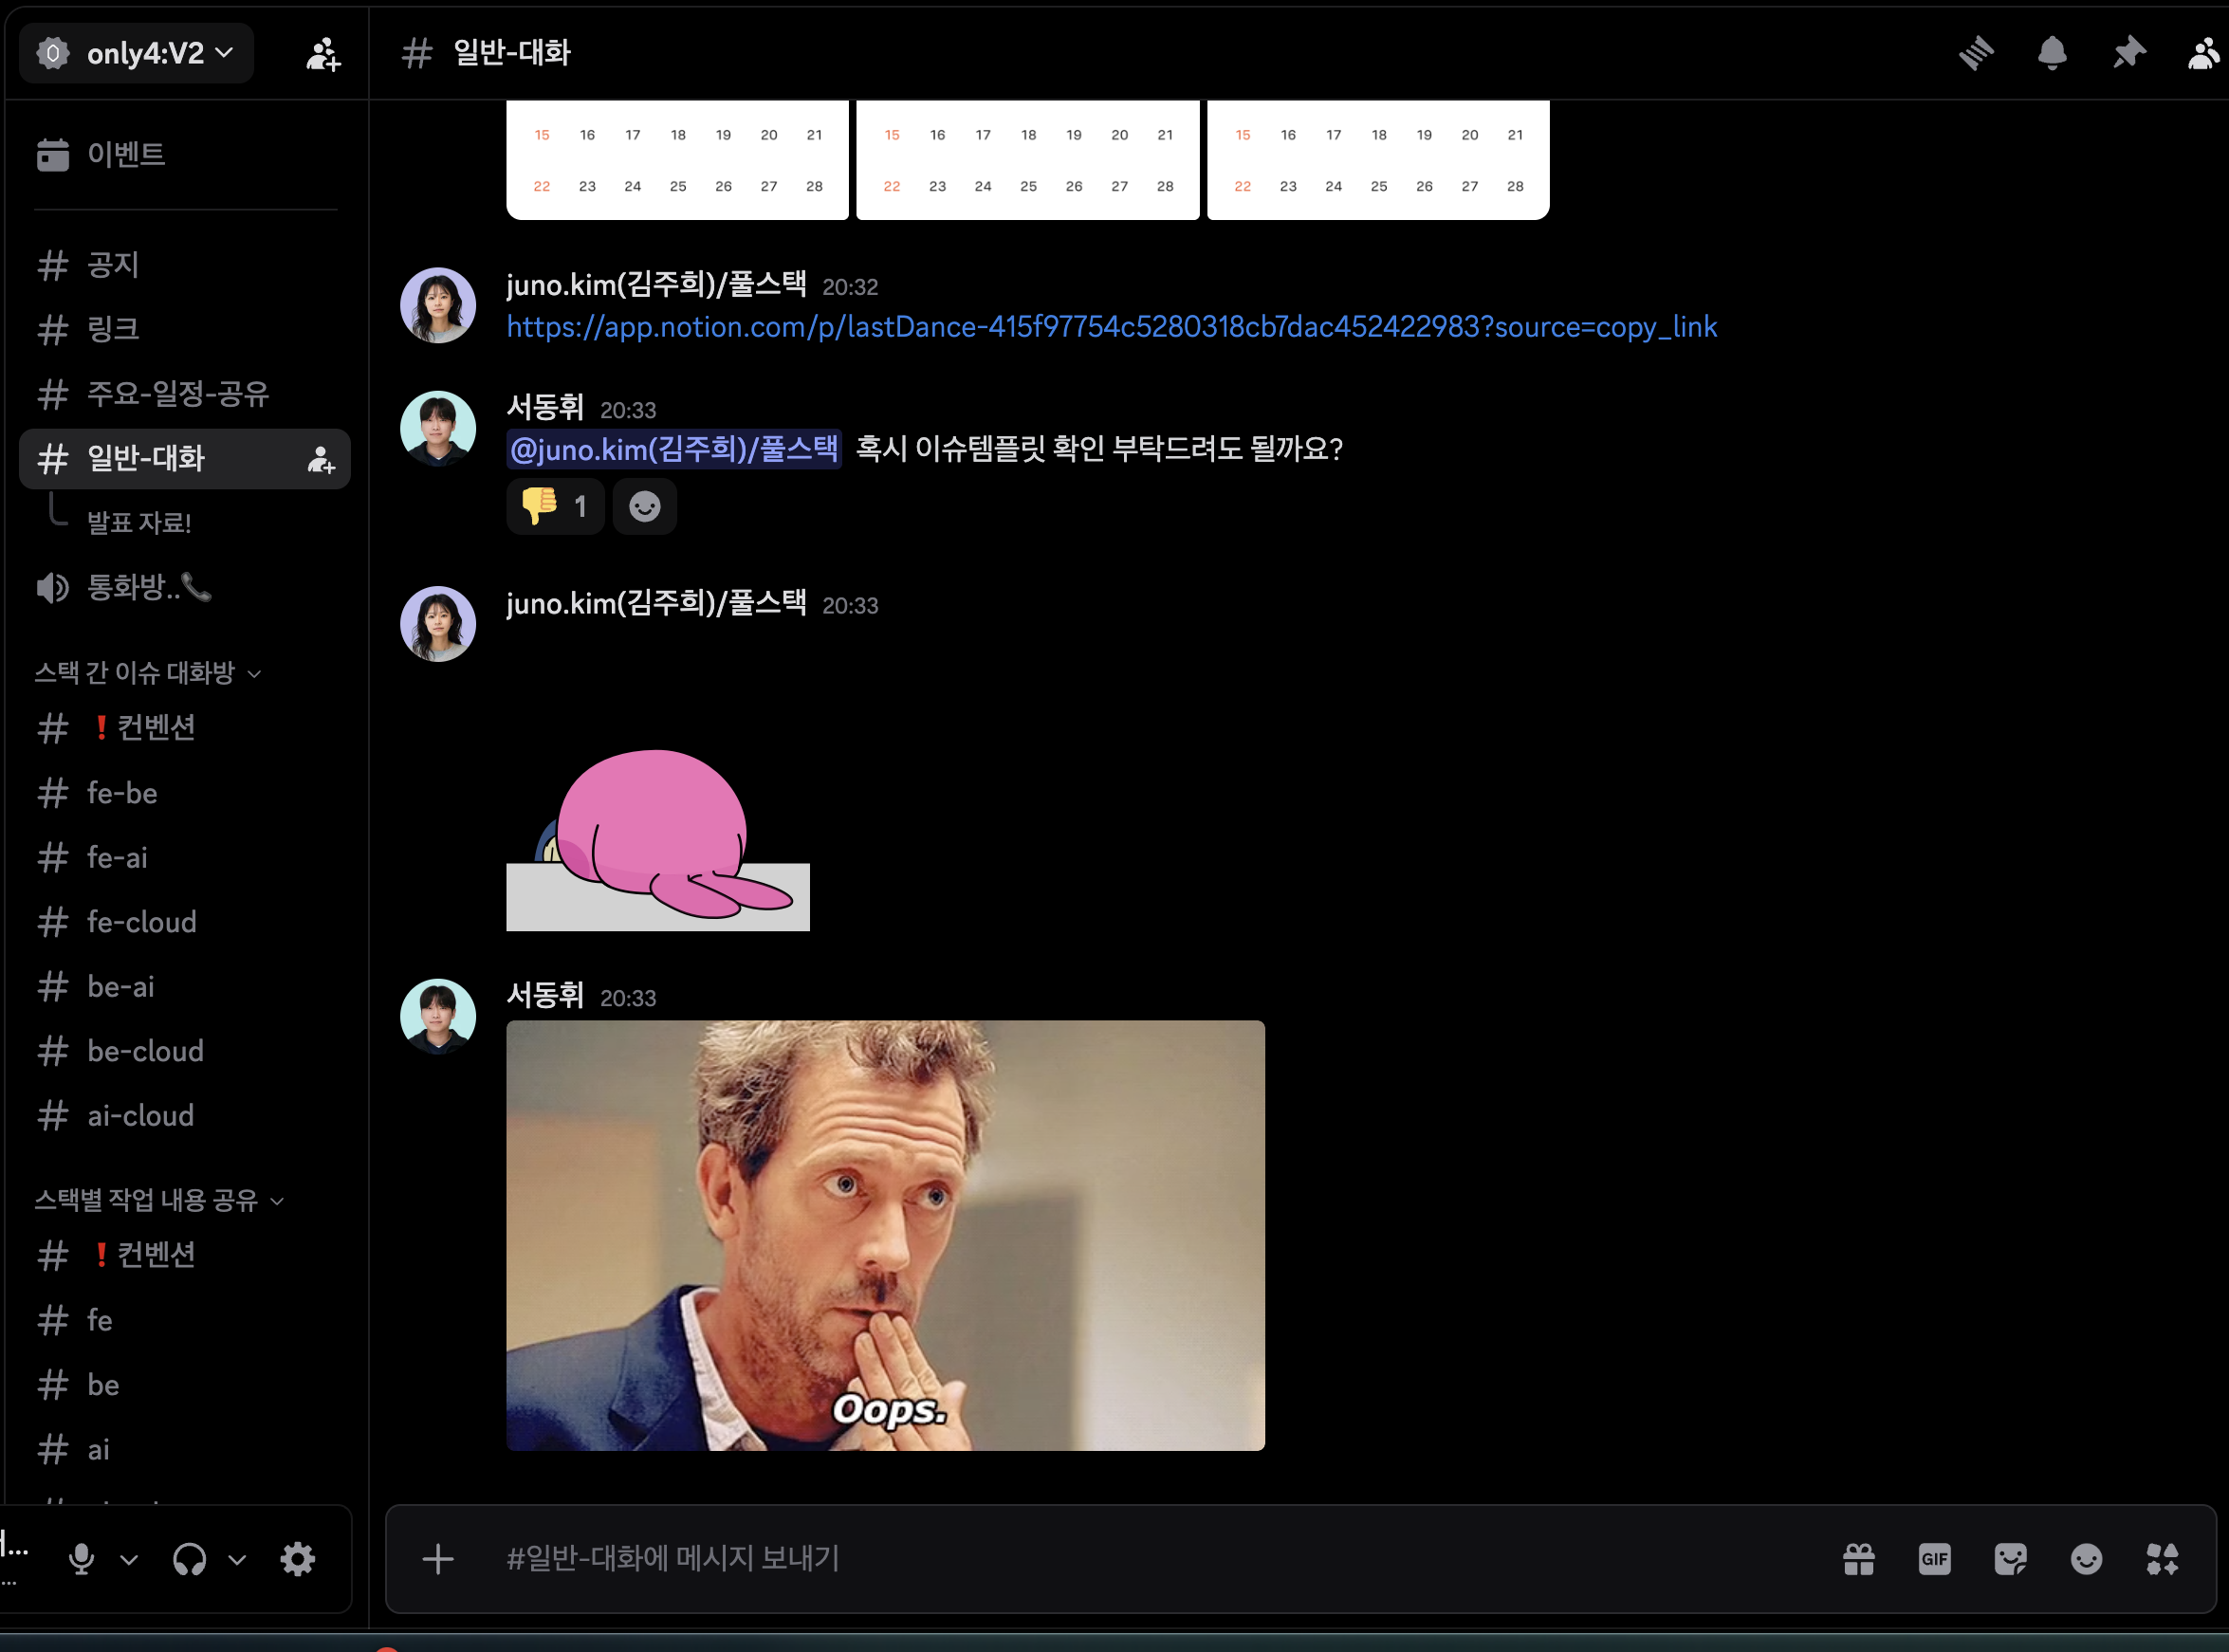 only4:V2
이벤트
공지
링크
주요-일정-공유
일반-대화
발표 자료!
통화방..📞
스택 간 이슈 대화방
❗컨벤션
fe-be
fe-ai
fe-cloud
be-ai
be-cloud
ai-cloud
스택별 작업 내용 공유
❗컨벤션
fe
be
ai
# 일반-대화
15 16 17 18 19 20 21
22 23 24 25 26 27 28
15 16 17 18 19 20 21
22 23 24 25 26 27 28
15 16 17 18 19 20 21
22 23 24 25 26 27 28
juno.kim(김주희)/풀스택 20:32
https://app.notion.com/p/lastDance-415f97754c5280318cb7dac452422983?source=copy_link
서동휘 20:33
@juno.kim(김주희)/풀스택 혹시 이슈템플릿 확인 부탁드려도 될까요?
👎 1
juno.kim(김주희)/풀스택 20:33
서동휘 20:33
Oops.
#일반-대화에 메시지 보내기
GIF